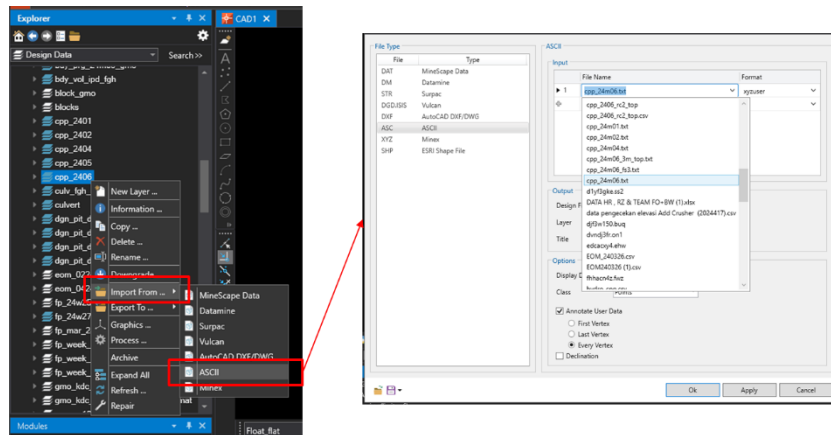 Explorer
CAD1
Design Data
Search>>
bdy_vol_ipd_fgh
block_gmo
blocks
cpp_2401
cpp_2402
cpp_2404
cpp_2405
cpp_2406
culv_fgh_
culvert
dgn_pit_d
dgn_pit_d
dgn_pit_d
dgn_pit_d
eom_022
eom_042
fp_24w2
fp_24w27
fp_mar_2
fp_week_
fp_week_
fp_week_
gmo_kdc_
gmo_kdc_
mat
New Layer ...
Information ...
Copy ...
Delete ...
Rename ...
Downgrade
Import From ...
Export To ...
Graphics ...
Process ...
Archive
Expand All
Refresh ...
Repair
MineScape Data
Datamine
Surpac
Vulcan
AutoCAD DXF/DWG
ASCII
Minex
Modules
Float_flat
File Type
File Type
DAT MineScape Data
DM Datamine
STR Surpac
DGD.ISIS Vulcan
DXF AutoCAD DXF/DWG
ASC ASCII
XYZ Minex
SHP ESRI Shape File
ASCII
Input
File Name Format
1 cpp_24m06.txt xyzuser
cpp_2406_rc2_top
cpp_2406_rc2_top.csv
cpp_24m01.txt
cpp_24m02.txt
cpp_24m04.txt
cpp_24m06_3m_top.txt
cpp_24m06_fs3.txt
cpp_24m06.txt
d1yf3gke.ss2
DATA HR , RZ & TEAM FO+BW (1).xlsx
data pengecekan elevasi Add Crusher (2024417).csv
djf3w150.buq
dvndj3fr.on1
edcacxy4.ehw
EOM_240326.csv
EOM240326 (1).csv
Output
Design F
Layer
Title
Options
Display D
Class
Annotate User Data
First Vertex
Last Vertex
Every Vertex
Declination
Ok
Apply
Cancel